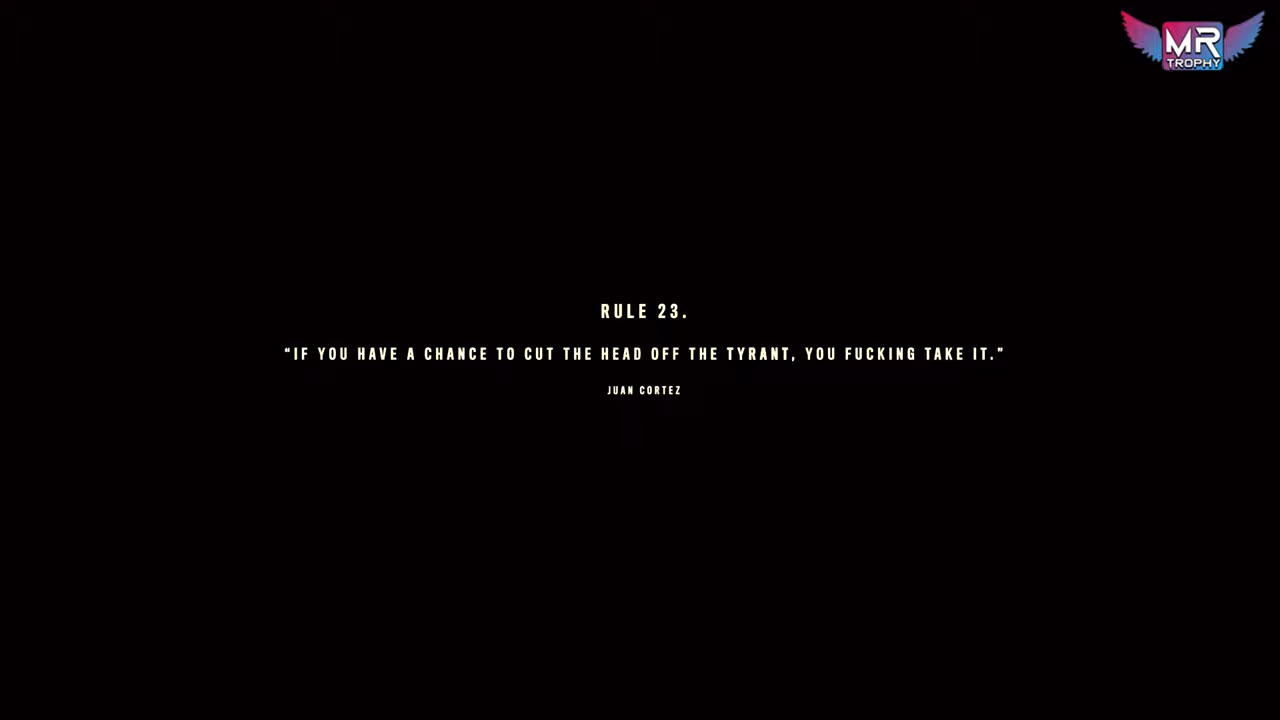 MR
TROPHY
RULE 23.
“IF YOU HAVE A CHANCE TO CUT THE HEAD OFF THE TYRANT, YOU FUCKING TAKE IT.”
JUAN CORTEZ